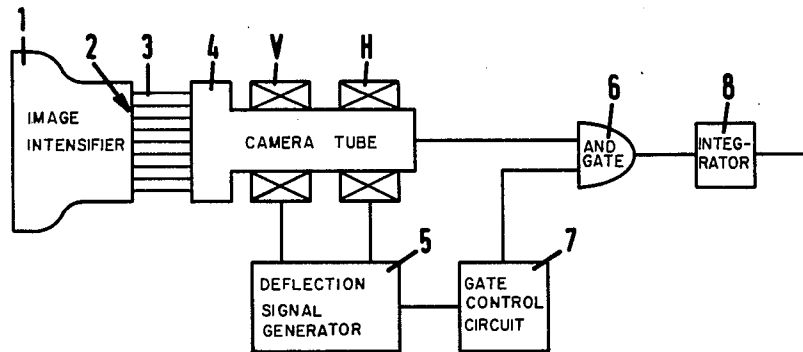 1
2
3
4
V
H
6
8
IMAGE
INTENSIFIER
CAMERA TUBE
AND
GATE
INTEG-
RATOR
5
7
DEFLECTION
SIGNAL
GENERATOR
GATE
CONTROL
CIRCUIT